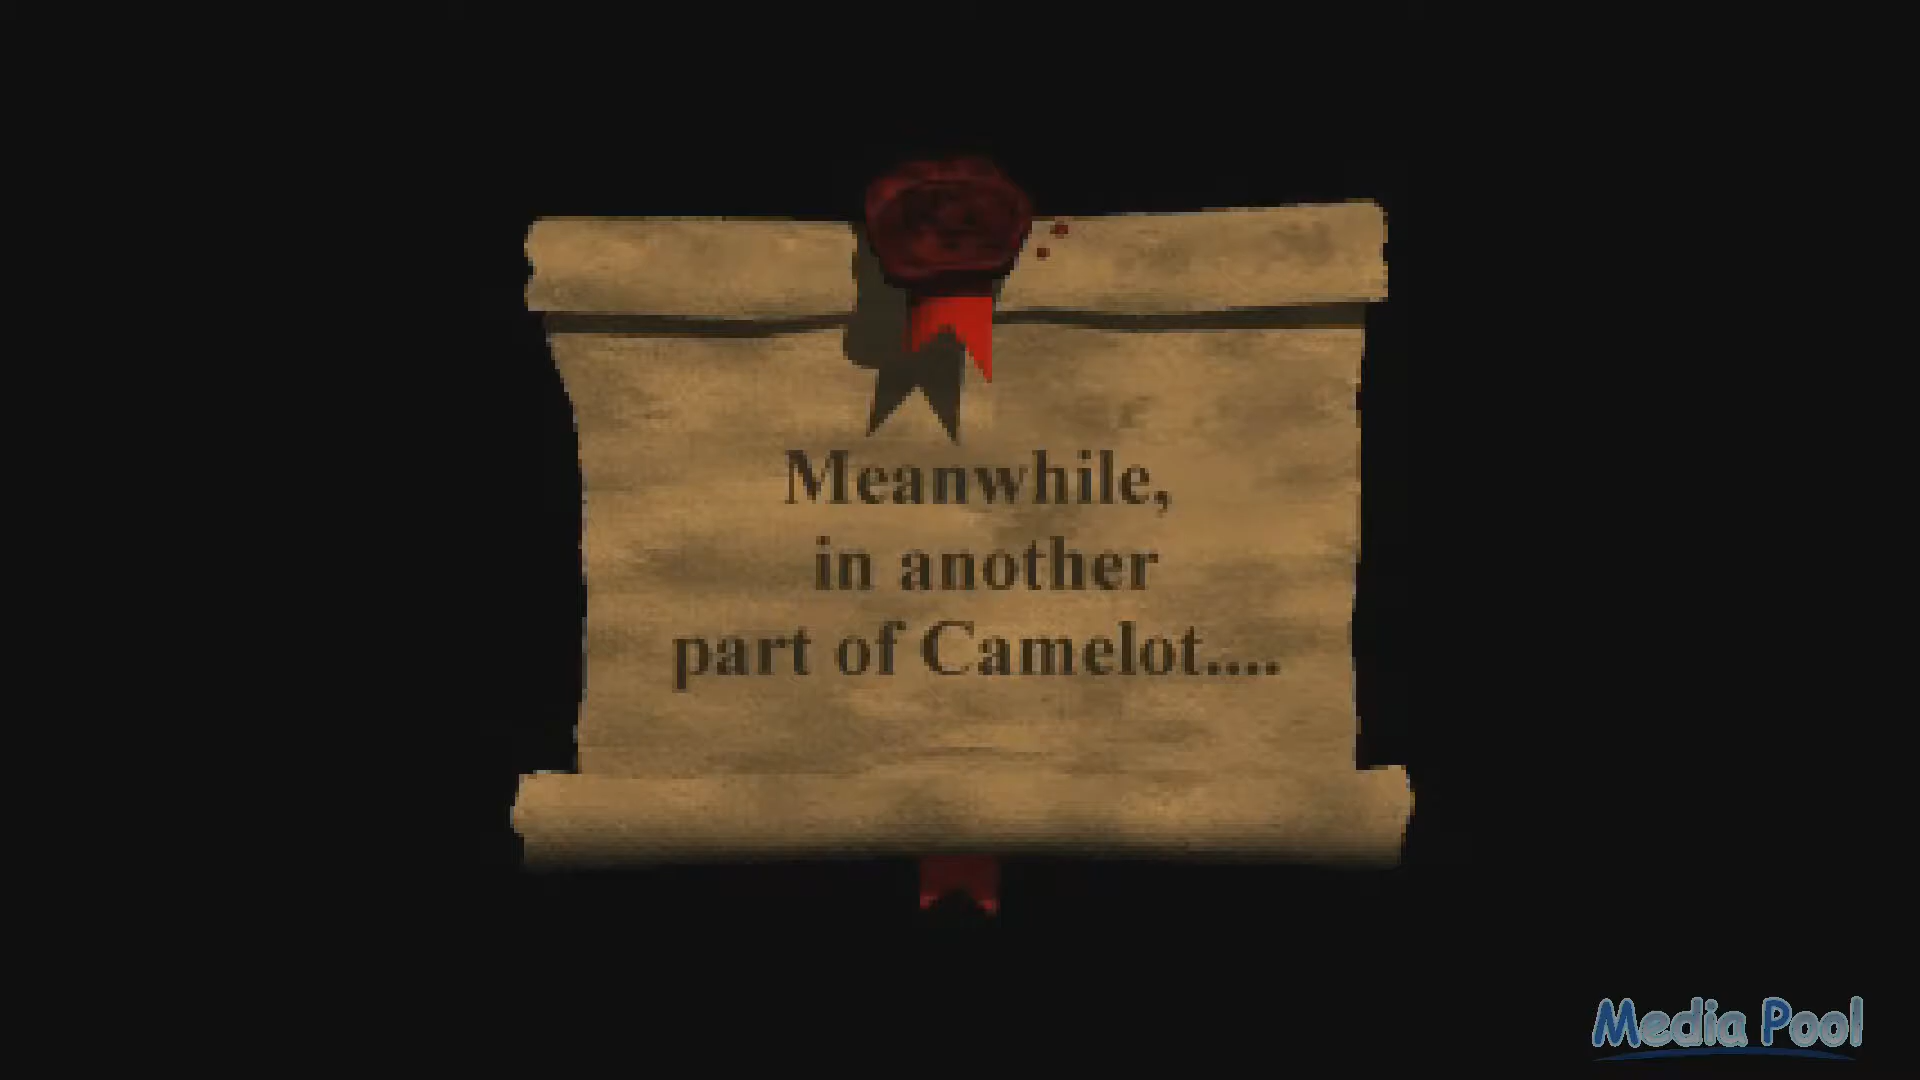 Meanwhile,
in another
part of Camelot....
Media Pool